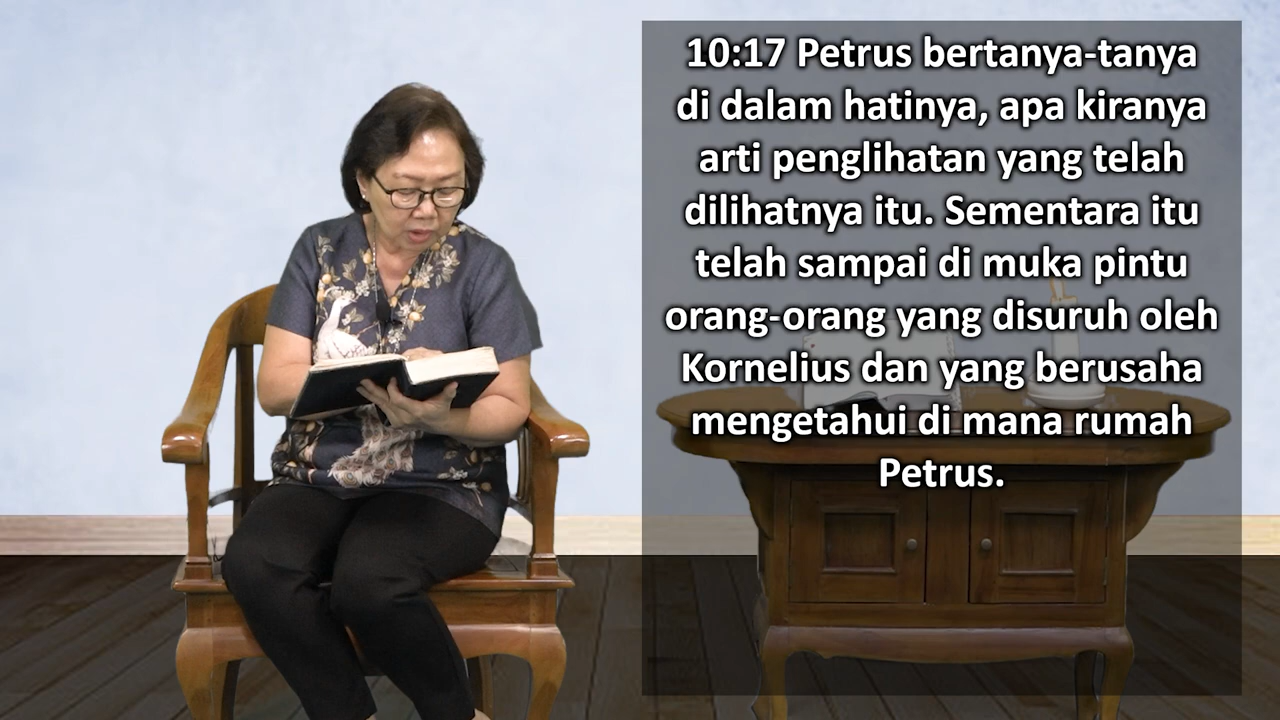 10:17 Petrus bertanya-tanya
di dalam hatinya, apa kiranya
arti penglihatan yang telah
dilihatnya itu. Sementara itu
telah sampai di muka pintu
orang-orang yang disuruh oleh
Kornelius dan yang berusaha
mengetahui di mana rumah
Petrus.